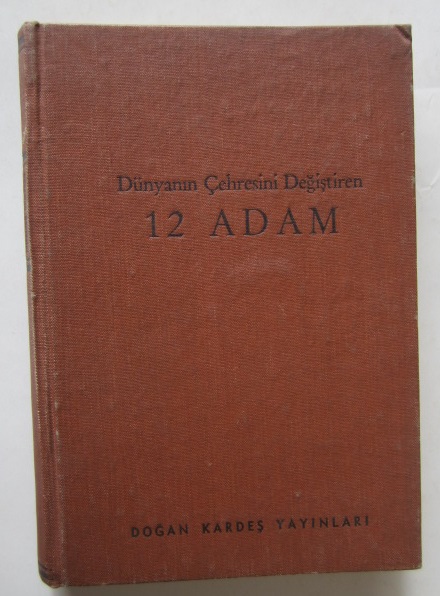 Dünyanın Çehresini Değiştiren
12 ADAM
DOĞAN KARDEŞ YAYINLARI